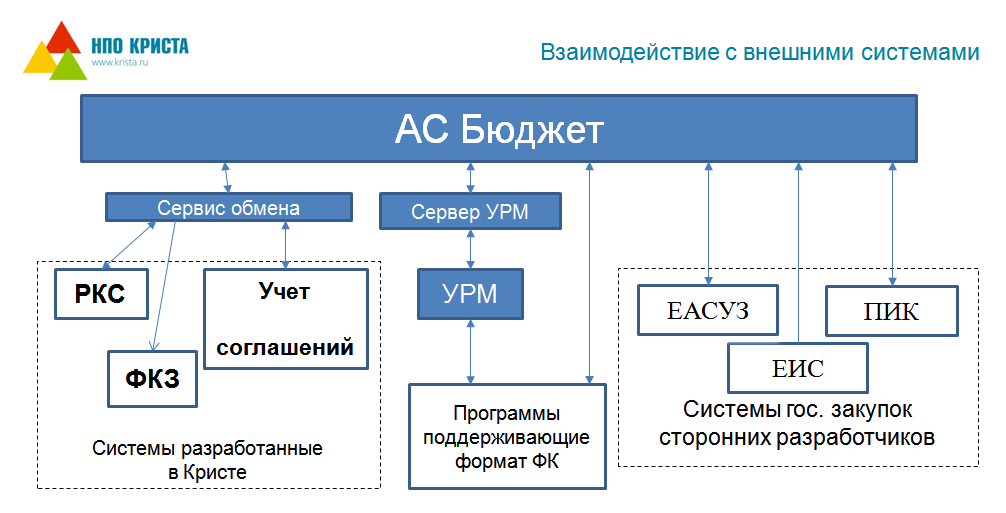 НПО КРИСТА
www.krista.ru
Взаимодействие с внешними системами
АС Бюджет
Сервис обмена
Сервер УРМ
РКС
Учет
соглашений
ФКЗ
Системы разработанные
в Кристе
УРМ
Программы
поддерживающие
формат ФК
ЕАСУЗ
ПИК
ЕИС
Системы гос. закупок
сторонних разработчиков